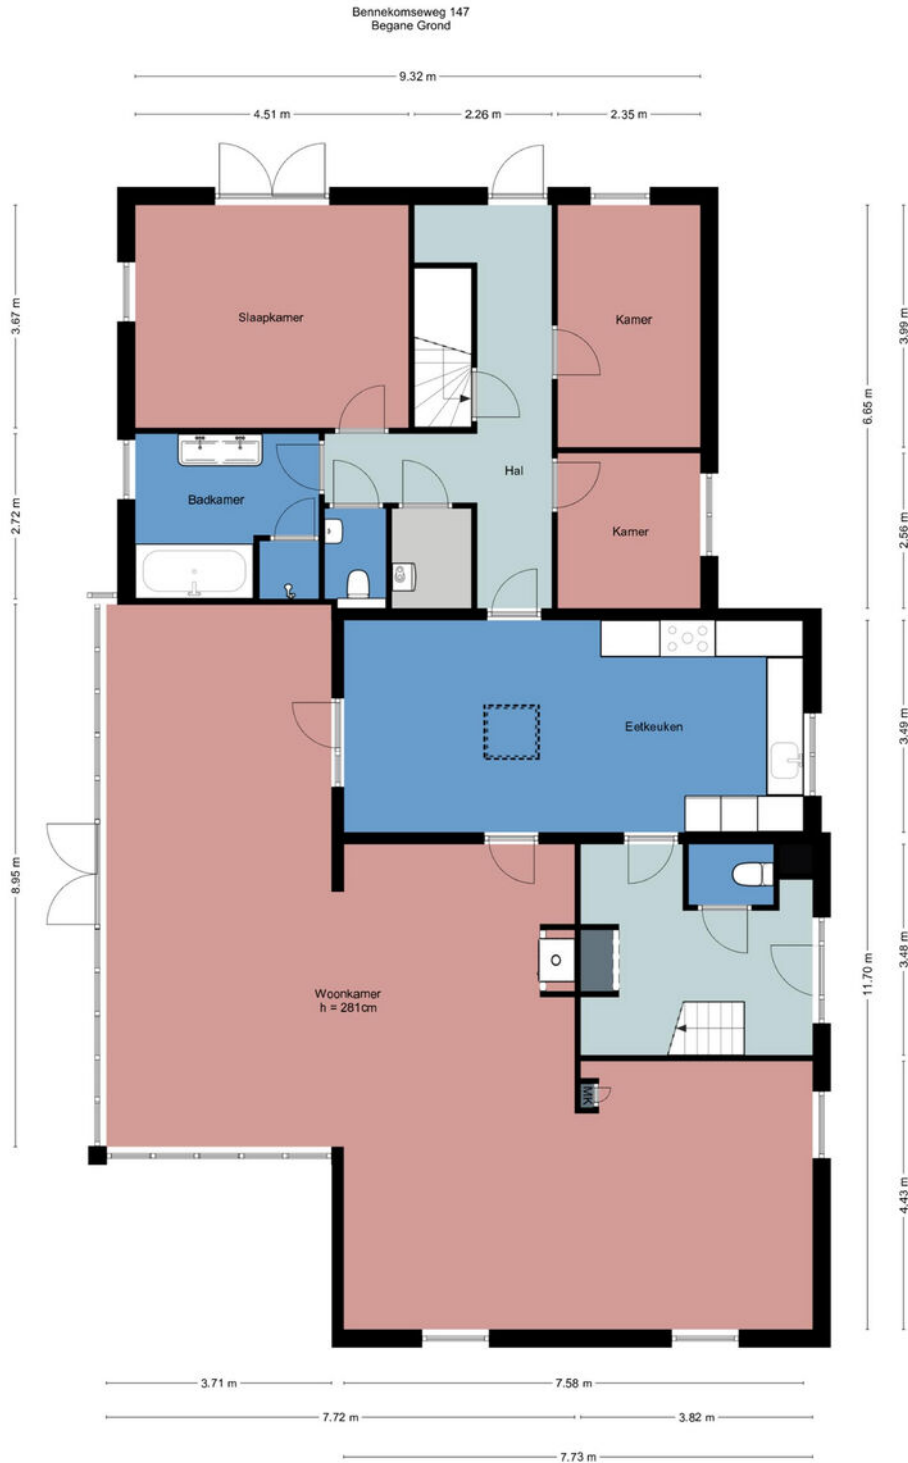 Bennekomseweg 147
Begane Grond
9.32 m
4.51 m
2.26 m
2.35 m
3.67 m
2.72 m
8.95 m
6.65 m
11.70 m
3.99 m
2.56 m
3.49 m
3.48 m
4.43 m
Slaapkamer
Kamer
Hal
Badkamer
Kamer
Eetkeuken
Woonkamer
h = 281cm
MK
3.71 m
7.58 m
7.72 m
3.82 m
7.73 m